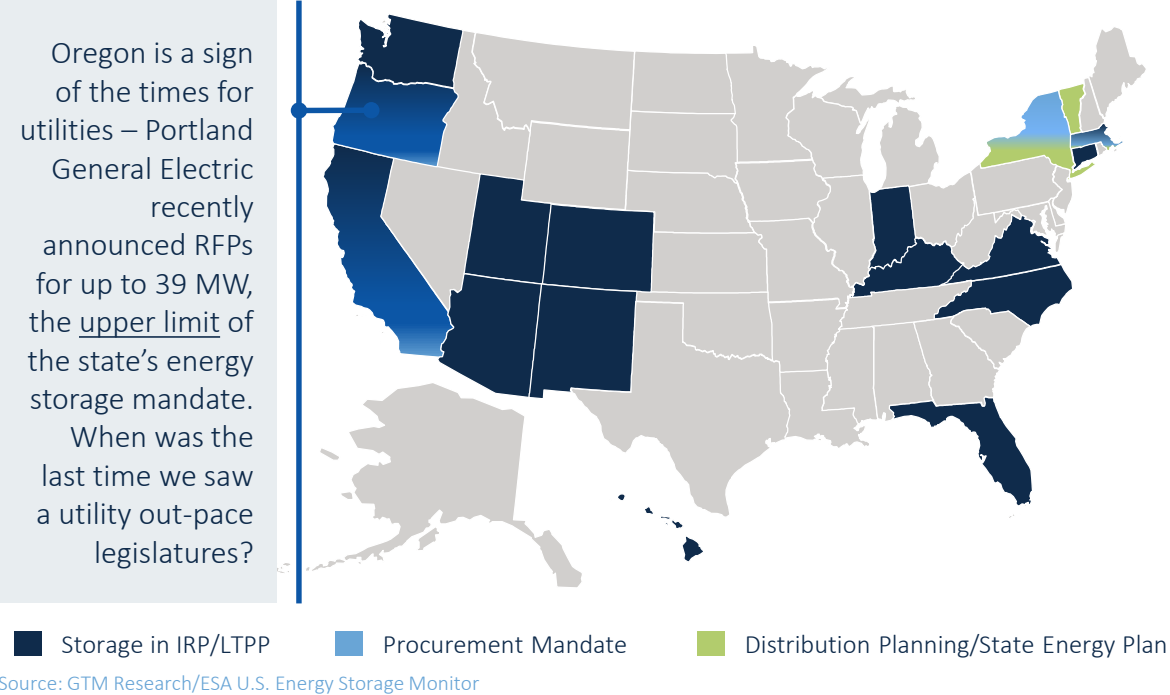 Oregon is a sign
of the times for
utilities – Portland
General Electric
recently
announced RFPs
for up to 39 MW,
the upper limit of
the state’s energy
storage mandate.
When was the
last time we saw
a utility out-pace
legislatures?
Storage in IRP/LTPP
Procurement Mandate
Distribution Planning/State Energy Plan
Source: GTM Research/ESA U.S. Energy Storage Monitor